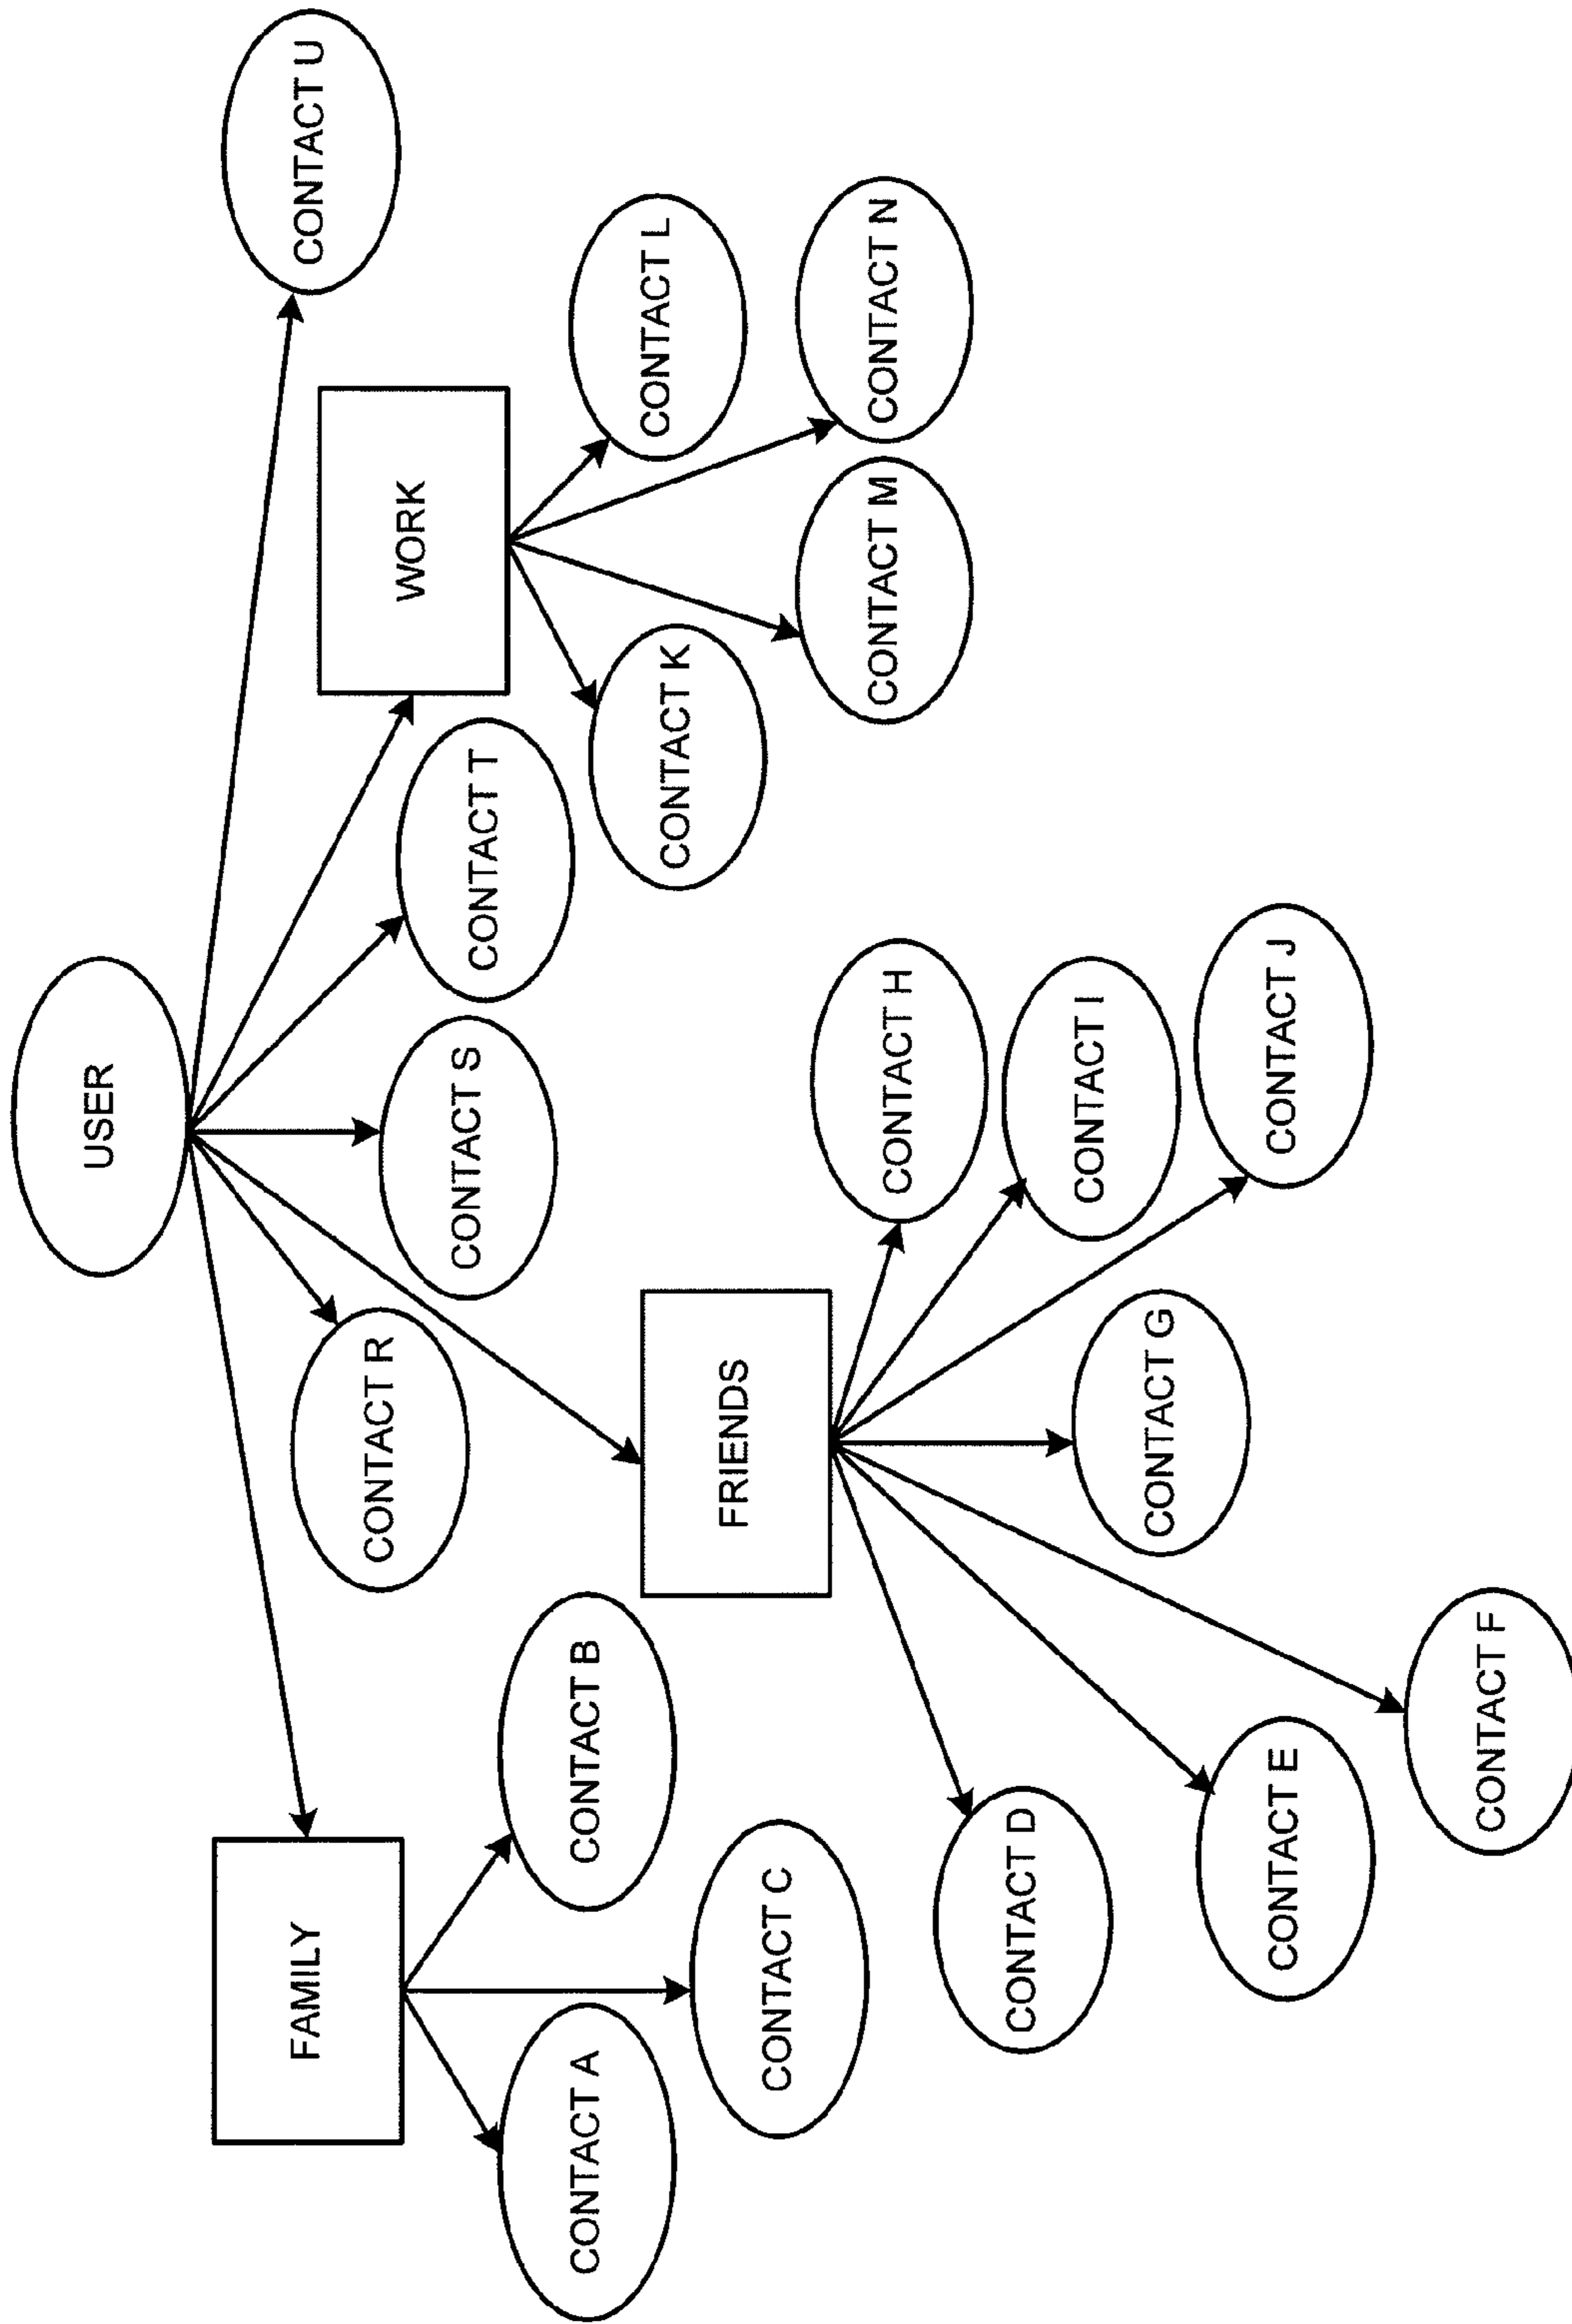 USER
CONTACT U
FAMILY
WORK
CONTACT R
CONTACT S
CONTACT T
CONTACT A
CONTACT B
CONTACT K
CONTACT L
CONTACT C
FRIENDS
CONTACT M
CONTACT N
CONTACT H
CONTACT D
CONTACT I
CONTACT G
CONTACT E
CONTACT J
CONTACT F